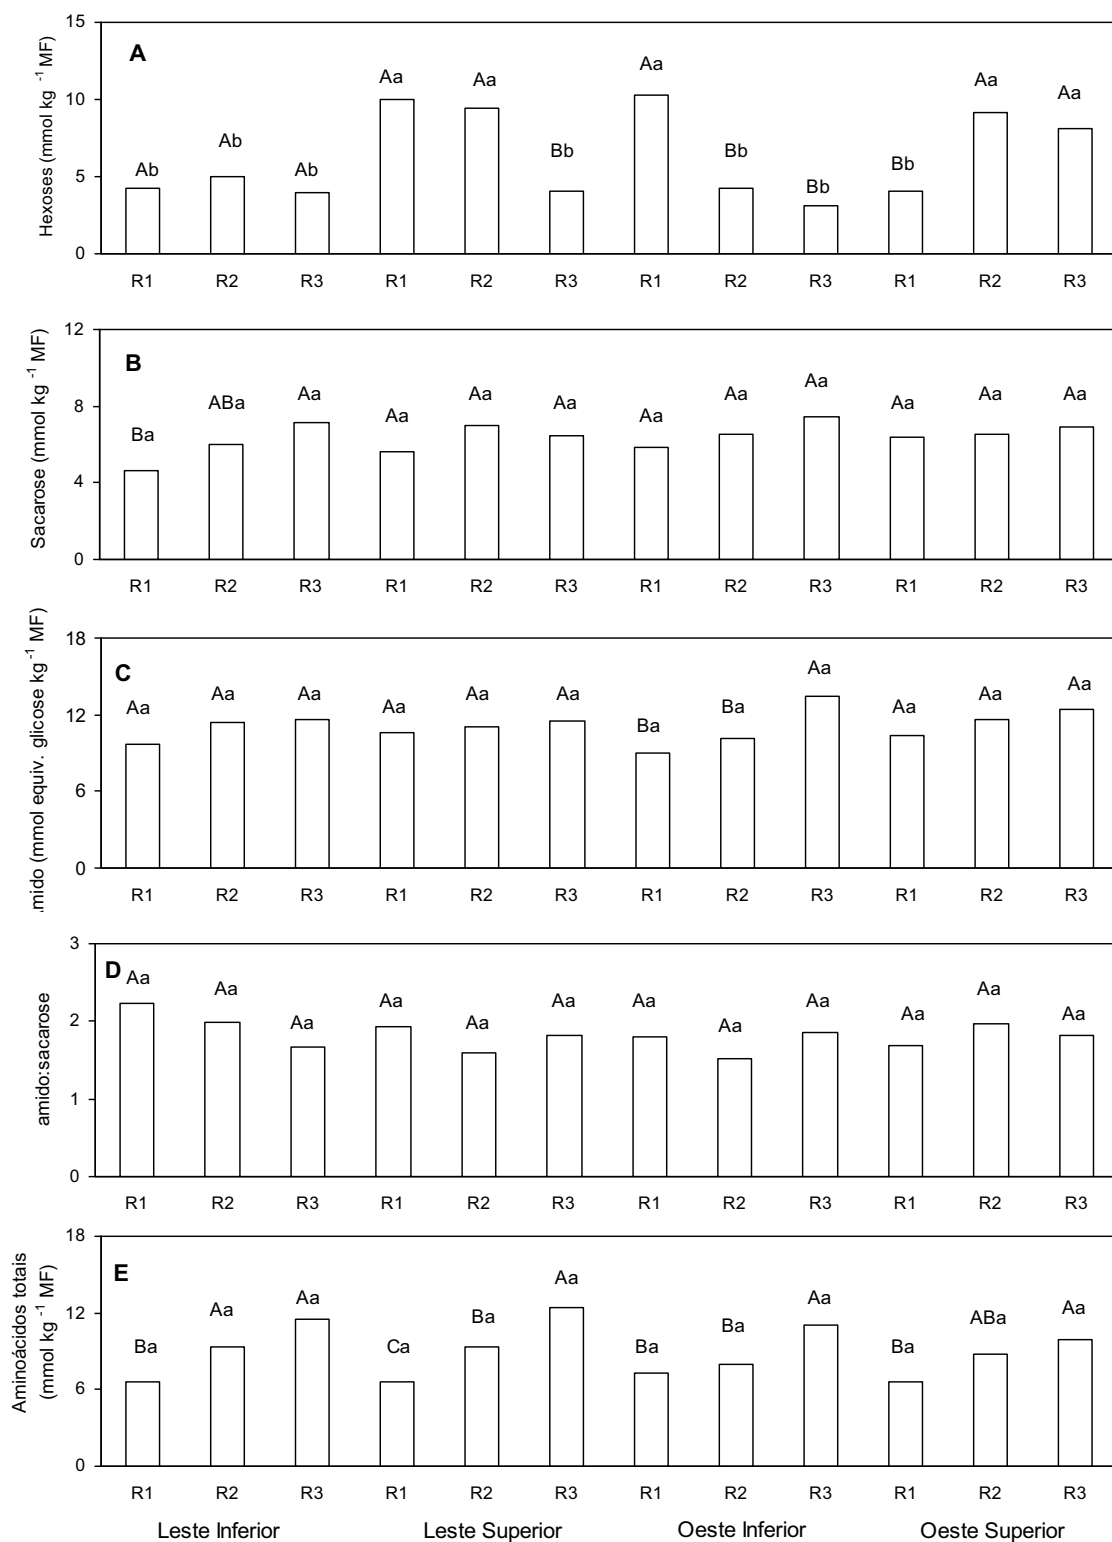 A
Hexoses (mmol kg -1 MF)
15
10
5
0
Ab Ab Ab Aa Aa Bb Aa Bb Bb Bb Aa Aa
R1 R2 R3 R1 R2 R3 R1 R2 R3 R1 R2 R3
B
Sacarose (mmol kg -1 MF)
12
8
4
0
Ba ABa Aa Aa Aa Aa Aa Aa Aa Aa Aa Aa
R1 R2 R3 R1 R2 R3 R1 R2 R3 R1 R2 R3
C
mido (mmol equiv. glicose kg-1 MF)
18
12
6
0
Aa Aa Aa Aa Aa Aa Ba Ba Aa Aa Aa Aa
R1 R2 R3 R1 R2 R3 R1 R2 R3 R1 R2 R3
D
amido:sacarose
3
2
1
0
Aa Aa Aa Aa Aa Aa Aa Aa Aa Aa Aa Aa
R1 R2 R3 R1 R2 R3 R1 R2 R3 R1 R2 R3
E
Aminoácidos totais
(mmol kg -1 MF)
18
12
6
0
Ba Aa Aa Ca Ba Aa Ba Ba Aa Ba ABa Aa
R1 R2 R3 R1 R2 R3 R1 R2 R3 R1 R2 R3
Leste Inferior Leste Superior Oeste Inferior Oeste Superior